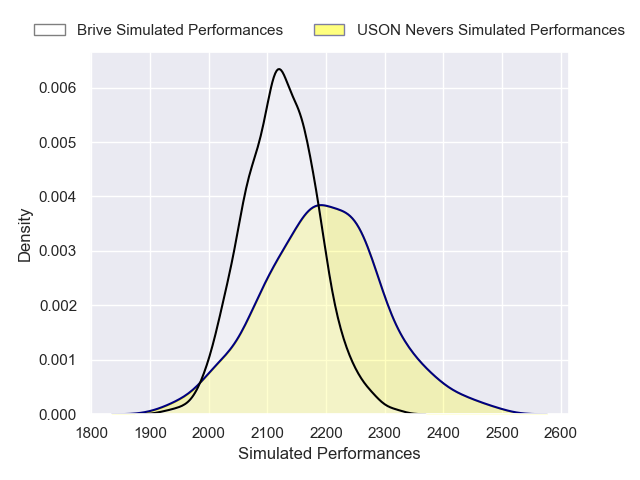 Brive Simulated Performances USON Nevers Simulated Performances
0.006
0.005
0.004
0.003
0.002
0.001
0.000
Density
1800 1900 2000 2100 2200 2300 2400 2500 2600
Simulated Performances